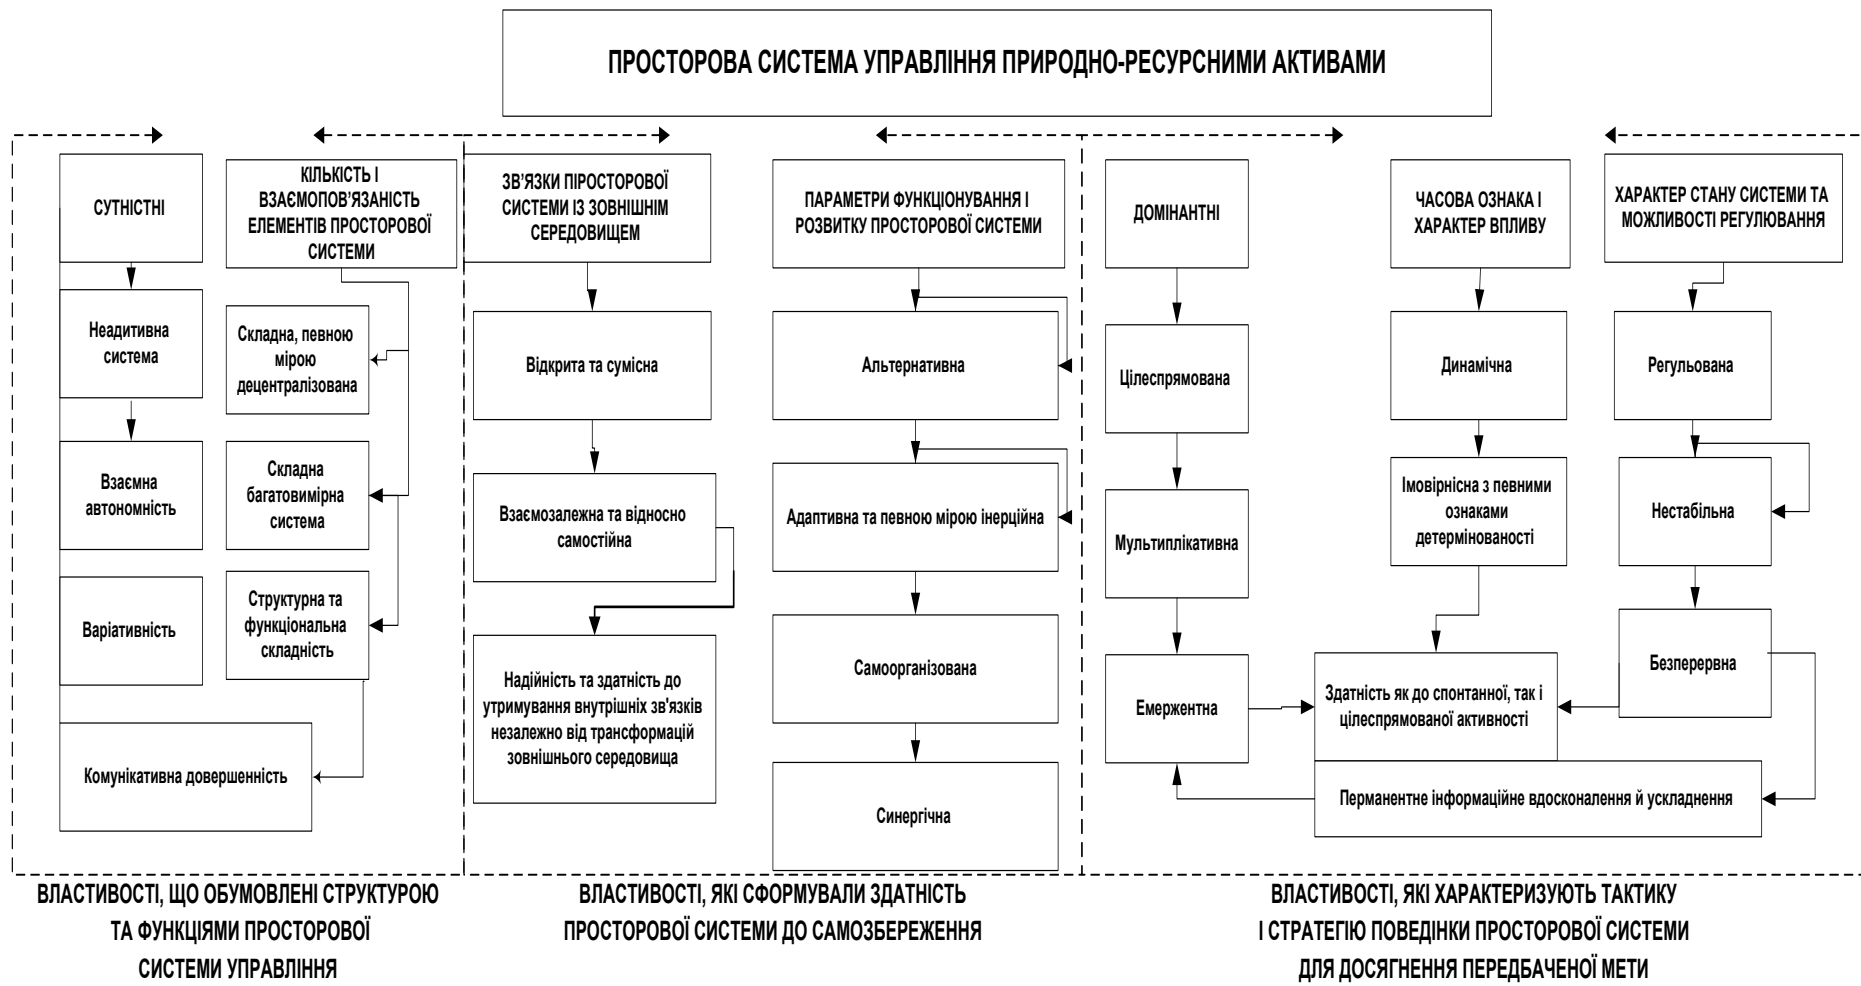 ПРОСТОРОВА СИСТЕМА УПРАВЛІННЯ ПРИРОДНО-РЕСУРСНИМИ АКТИВАМИ
СУТНІСТНІ
Неадитивна
система
Взаємна
автономність
Варіативність
Комунікативна довершенність
КІЛЬКІСТЬ І
ВЗАЄМОПОВ’ЯЗАНІСТЬ
ЕЛЕМЕНТІВ ПРОСТОРОВОЇ
СИСТЕМИ
Складна, певною
мірою
децентралізована
Складна
багатовимірна
система
Структурна та
функціональна
складність
ЗВ’ЯЗКИ ПІРОСТОРОВОЇ
СИСТЕМИ ІЗ ЗОВНІШНІМ
СЕРЕДОВИЩЕМ
Відкрита та сумісна
Взаємозалежна та відносно
самостійна
Надійність та здатність до
утримування внутрішніх зв'язків
незалежно від трансформацій
зовнішнього середовища
ПАРАМЕТРИ ФУНКЦІОНУВАННЯ І
РОЗВИТКУ ПРОСТОРОВОЇ СИСТЕМИ
Альтернативна
Адаптивна та певною мірою інерційна
Самоорганізована
Синергічна
ДОМІНАНТНІ
Цілеспрямована
Мультиплікативна
Емержентна
ЧАСОВА ОЗНАКА І
ХАРАКТЕР ВПЛИВУ
Динамічна
Імовірнісна з певними
ознаками
детермінованості
Здатність як до спонтанної, так і
цілеспрямованої активності
Перманентне інформаційне вдосконалення й ускладнення
ХАРАКТЕР СТАНУ СИСТЕМИ ТА
МОЖЛИВОСТІ РЕГУЛЮВАННЯ
Регульована
Нестабільна
Безперервна
ВЛАСТИВОСТІ, ЩО ОБУМОВЛЕНІ СТРУКТУРОЮ
ТА ФУНКЦІЯМИ ПРОСТОРОВОЇ
СИСТЕМИ УПРАВЛІННЯ
ВЛАСТИВОСТІ, ЯКІ СФОРМУВАЛИ ЗДАТНІСТЬ
ПРОСТОРОВОЇ СИСТЕМИ ДО САМОЗБЕРЕЖЕННЯ
ВЛАСТИВОСТІ, ЯКІ ХАРАКТЕРИЗУЮТЬ ТАКТИКУ
І СТРАТЕГІЮ ПОВЕДІНКИ ПРОСТОРОВОЇ СИСТЕМИ
ДЛЯ ДОСЯГНЕННЯ ПЕРЕДБАЧЕНОЇ МЕТИ